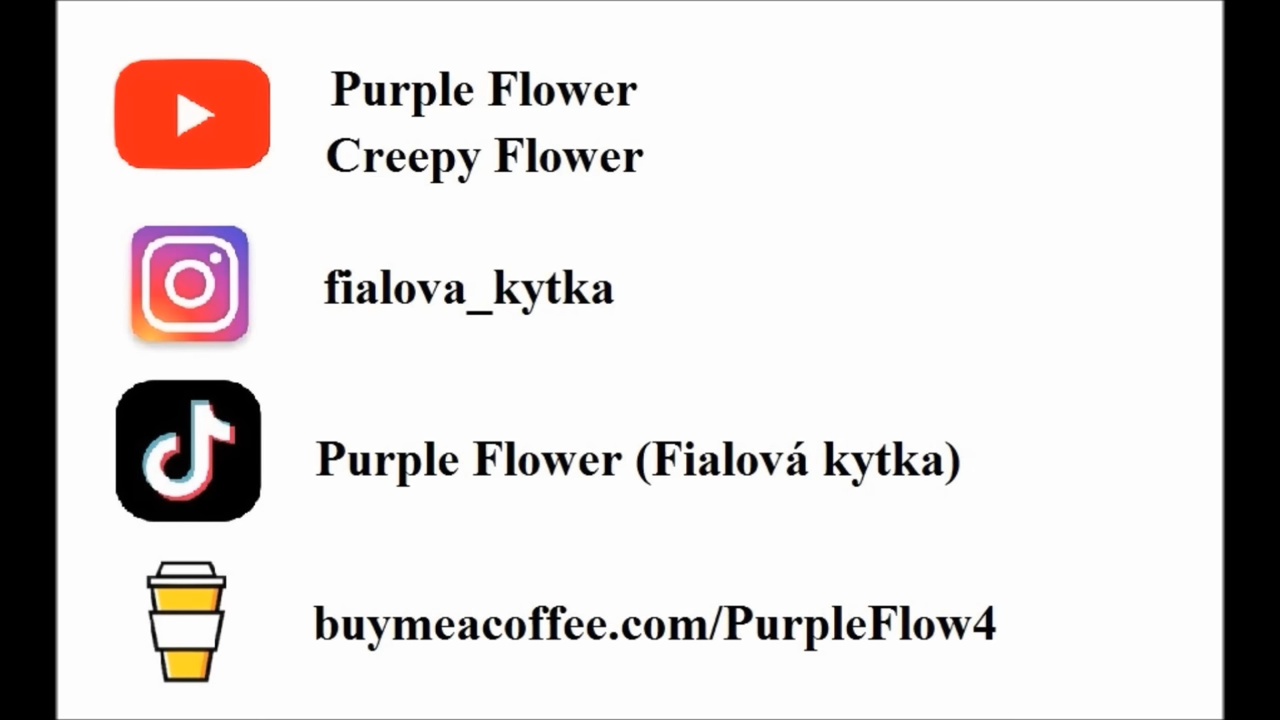 Purple Flower
Creepy Flower
fialova_kytka
Purple Flower (Fialová kytka)
buymeacoffee.com/PurpleFlow4